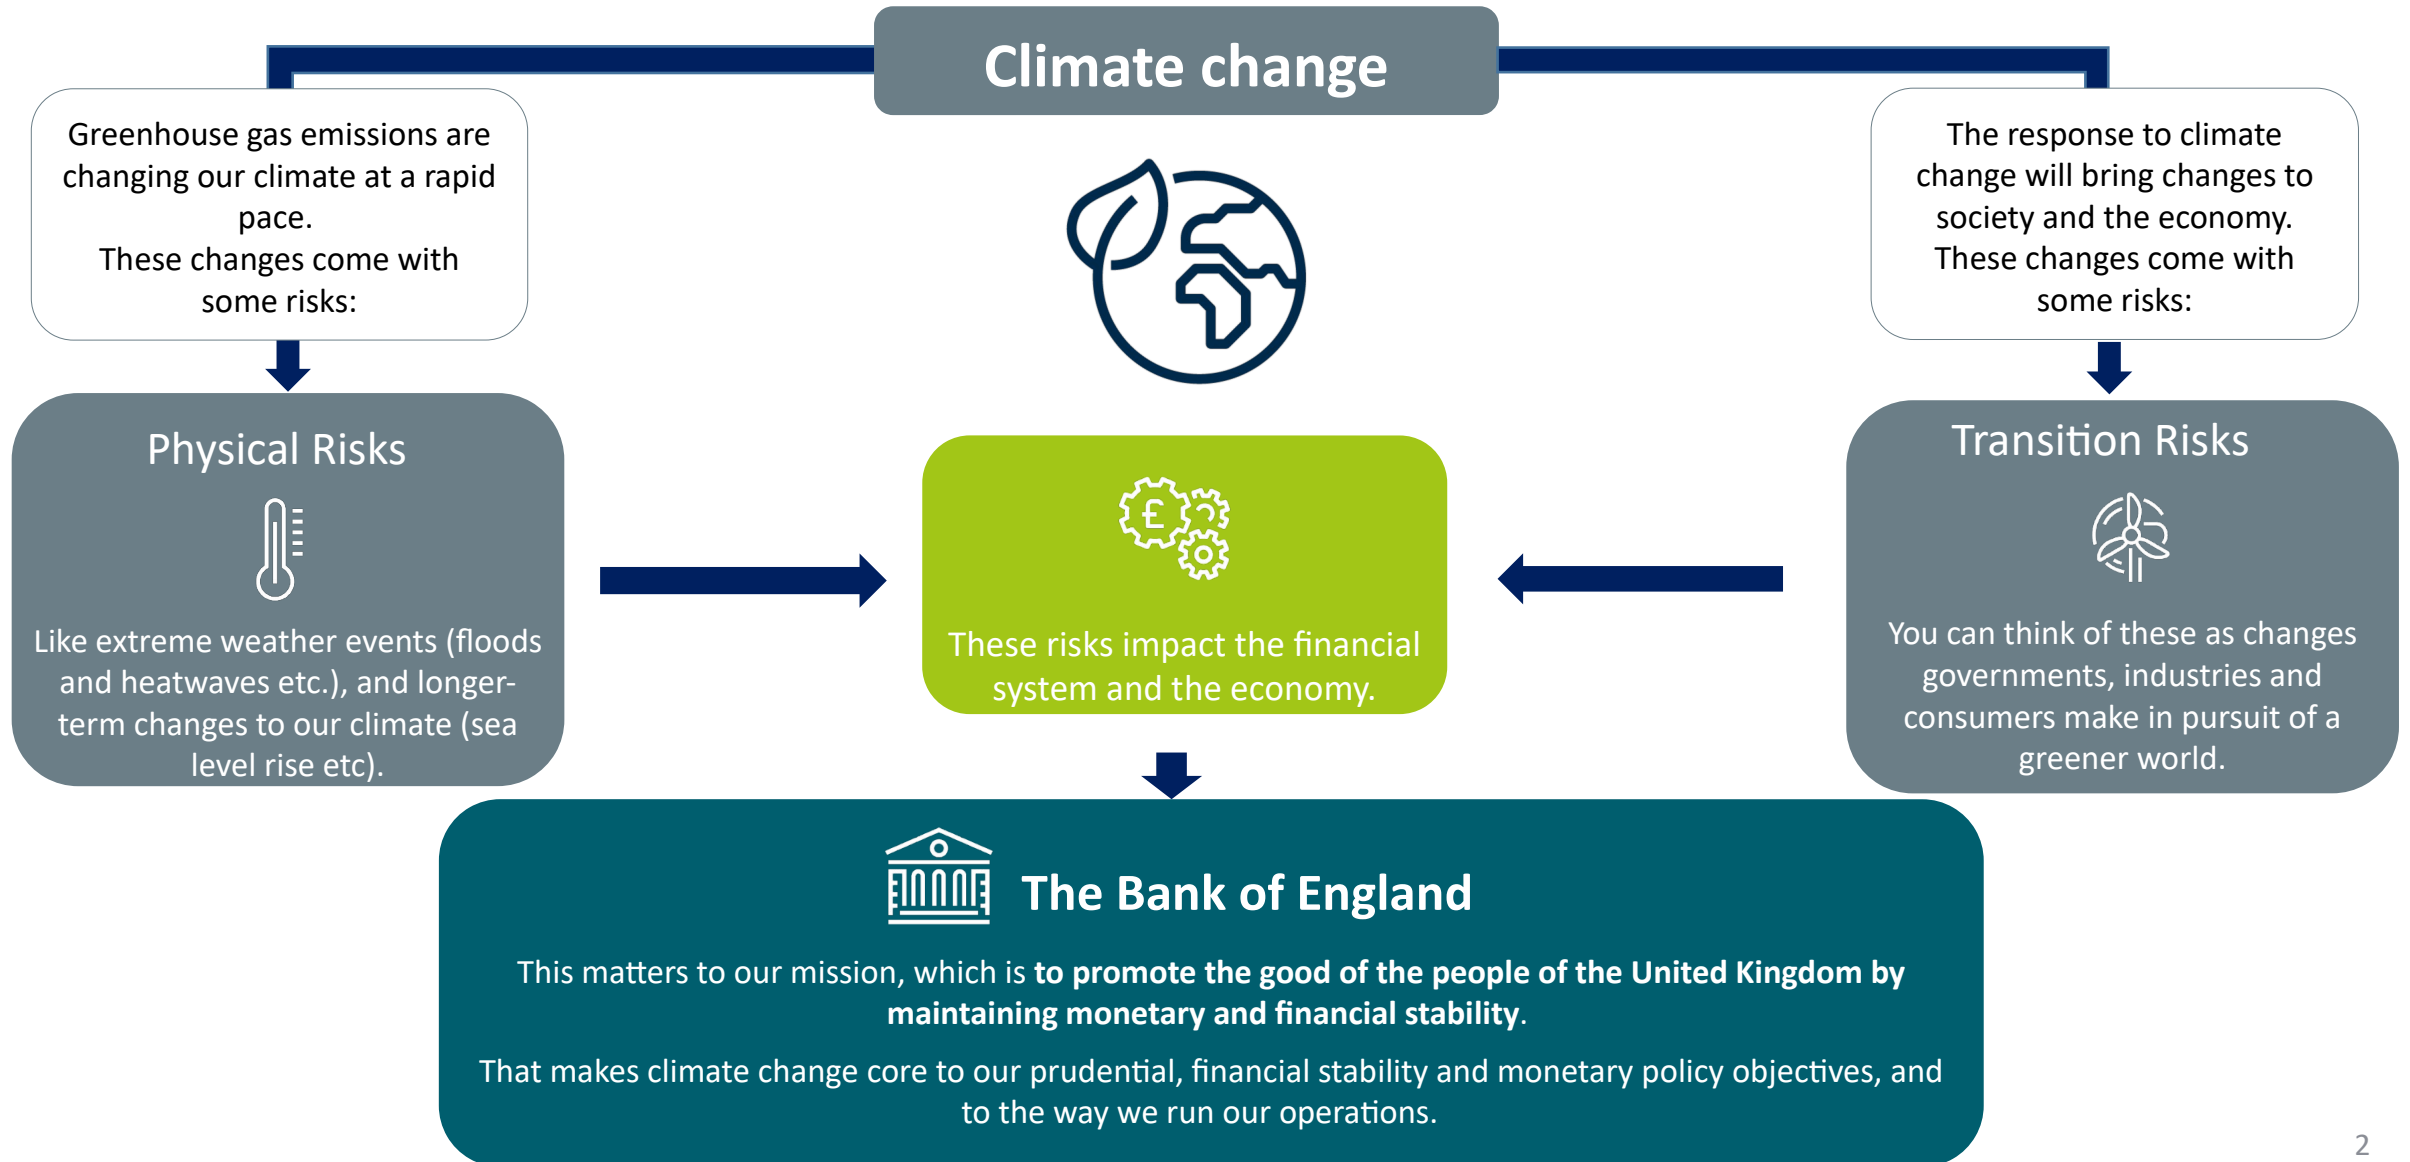 Climate change
Greenhouse gas emissions are
changing our climate at a rapid
pace.
These changes come with
some risks:
The response to climate
change will bring changes to
society and the economy.
These changes come with
some risks:
Physical Risks
Like extreme weather events (floods
and heatwaves etc.), and longer-
term changes to our climate (sea
level rise etc).
£
These risks impact the financial
system and the economy.
Transition Risks
You can think of these as changes
governments, industries and
consumers make in pursuit of a
greener world.
The Bank of England
This matters to our mission, which is to promote the good of the people of the United Kingdom by
maintaining monetary and financial stability.
That makes climate change core to our prudential, financial stability and monetary policy objectives, and
to the way we run our operations.
2